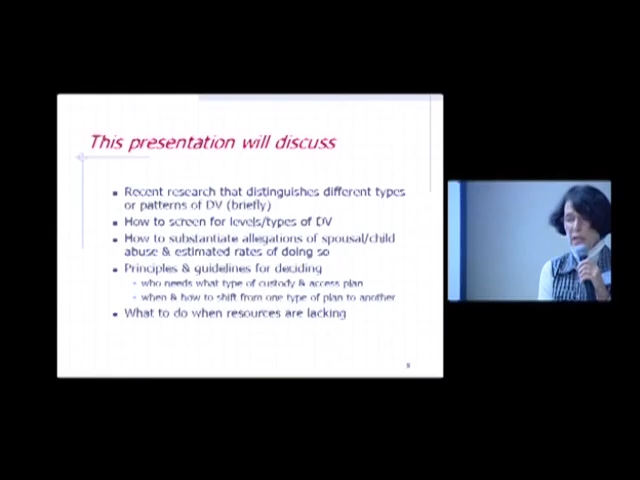 This presentation will discuss
Recent research that distinguishes different types
or patterns of DV (briefly)
How to screen for levels/types of DV
How to substantiate allegations of spousal/child
abuse & estimated rates of doing so
Principles & guidelines for deciding
- who needs what type of custody & access plan
- when & how to shift from one type of plan to another
What to do when resources are lacking